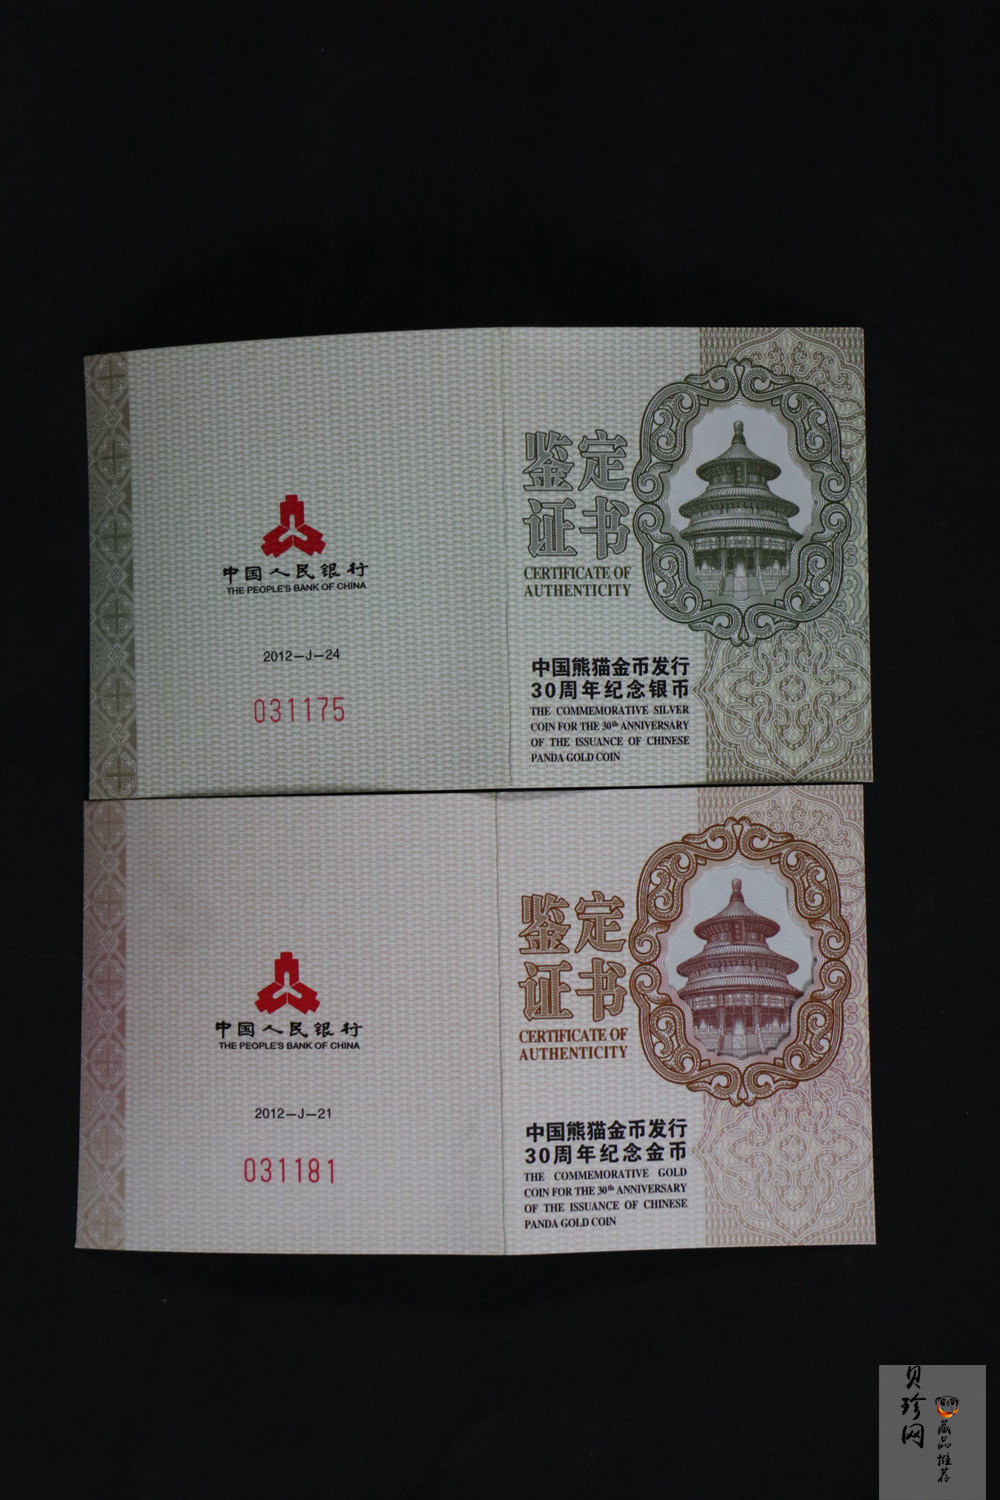 中国人民银行
THE PEOPLE'S BANK OF CHINA
2012-J-24
031175
鉴定
证书
CERTIFICATE OF
AUTHENTICITY
中国熊猫金币发行
30周年纪念银币
THE COMMEMORATIVE SILVER
COIN FOR THE 30th ANNIVERSARY
OF THE ISSUANCE OF CHINESE
PANDA GOLD COIN
中国人民银行
THE PEOPLE'S BANK OF CHINA
2012-J-21
031181
鉴定
证书
CERTIFICATE OF
AUTHENTICITY
中国熊猫金币发行
30周年纪念金币
THE COMMEMORATIVE GOLD
COIN FOR THE 30th ANNIVERSARY
OF THE ISSUANCE OF CHINESE
PANDA GOLD COIN
贝珍网
藏品推荐